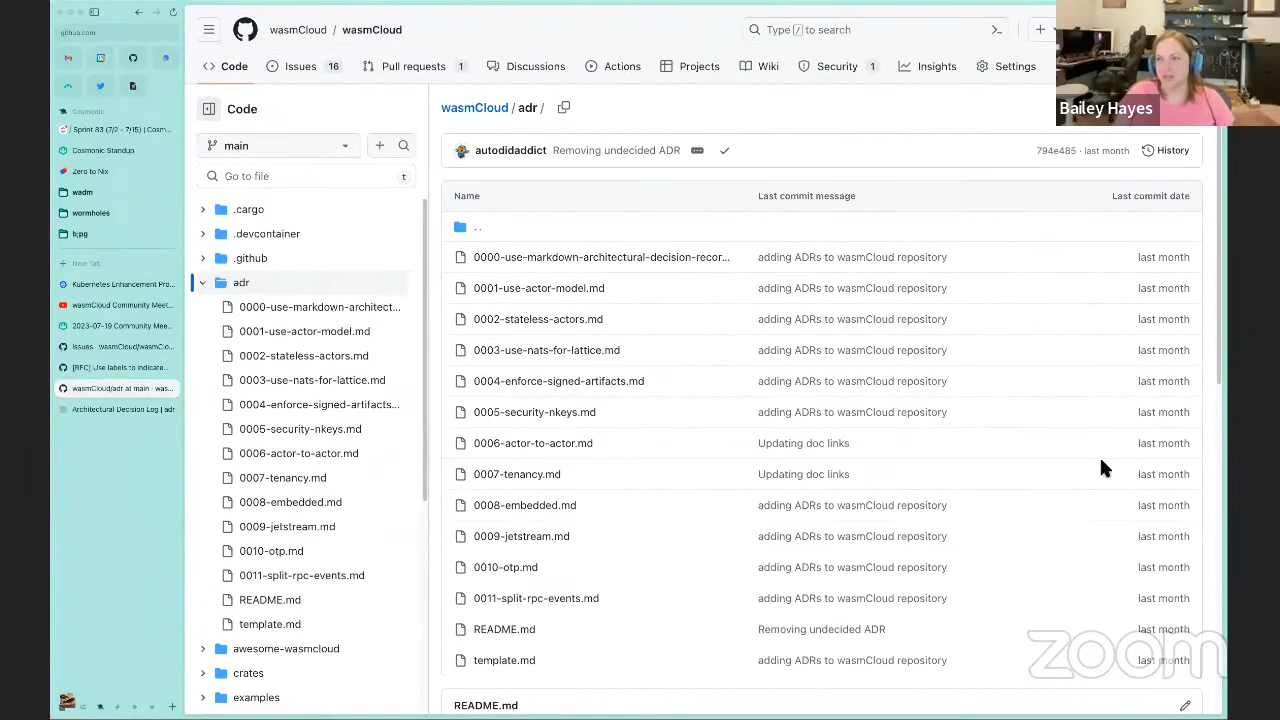 github.com
Cosmonic
/ Sprint 83 (7/2 - 7/15) | Cosm...
Cosmonic Standup
Zero to Nix
wadm
wormholes
b;pg
New Tab
Kubernetes Enhancement Pro...
wasmCloud Community Meet...
2023-07-19 Community Mee...
Issues · wasmCloud/wasmClo...
[RFC] Use labels to indicate...
wasmCloud/adr at main · was...
Architectural Decision Log | adr
wasmCloud / wasmCloud
Type / to search
Code
Issues 16
Pull requests 1
Discussions
Actions
Projects
Wiki
Security 1
Insights
Settings
Bailey Hayes
Code
main
Go to file t
.cargo
.devcontainer
.github
adr
0000-use-markdown-architect...
0001-use-actor-model.md
0002-stateless-actors.md
0003-use-nats-for-lattice.md
0004-enforce-signed-artifacts...
0005-security-nkeys.md
0006-actor-to-actor.md
0007-tenancy.md
0008-embedded.md
0009-jetstream.md
0010-otp.md
0011-split-rpc-events.md
README.md
template.md
awesome-wasmcloud
crates
examples
wasmCloud / adr /
autodidaddict Removing undecided ADR
794e485 · last month
History
Name Last commit message Last commit date
..
0000-use-markdown-architectural-decision-recor... adding ADRs to wasmCloud repository last month
0001-use-actor-model.md adding ADRs to wasmCloud repository last month
0002-stateless-actors.md adding ADRs to wasmCloud repository last month
0003-use-nats-for-lattice.md adding ADRs to wasmCloud repository last month
0004-enforce-signed-artifacts.md adding ADRs to wasmCloud repository last month
0005-security-nkeys.md adding ADRs to wasmCloud repository last month
0006-actor-to-actor.md Updating doc links last month
0007-tenancy.md Updating doc links last month
0008-embedded.md adding ADRs to wasmCloud repository last month
0009-jetstream.md adding ADRs to wasmCloud repository last month
0010-otp.md adding ADRs to wasmCloud repository last month
0011-split-rpc-events.md adding ADRs to wasmCloud repository last month
README.md Removing undecided ADR last month
template.md adding ADRs to wasmCloud repository last month
README.md
zoom